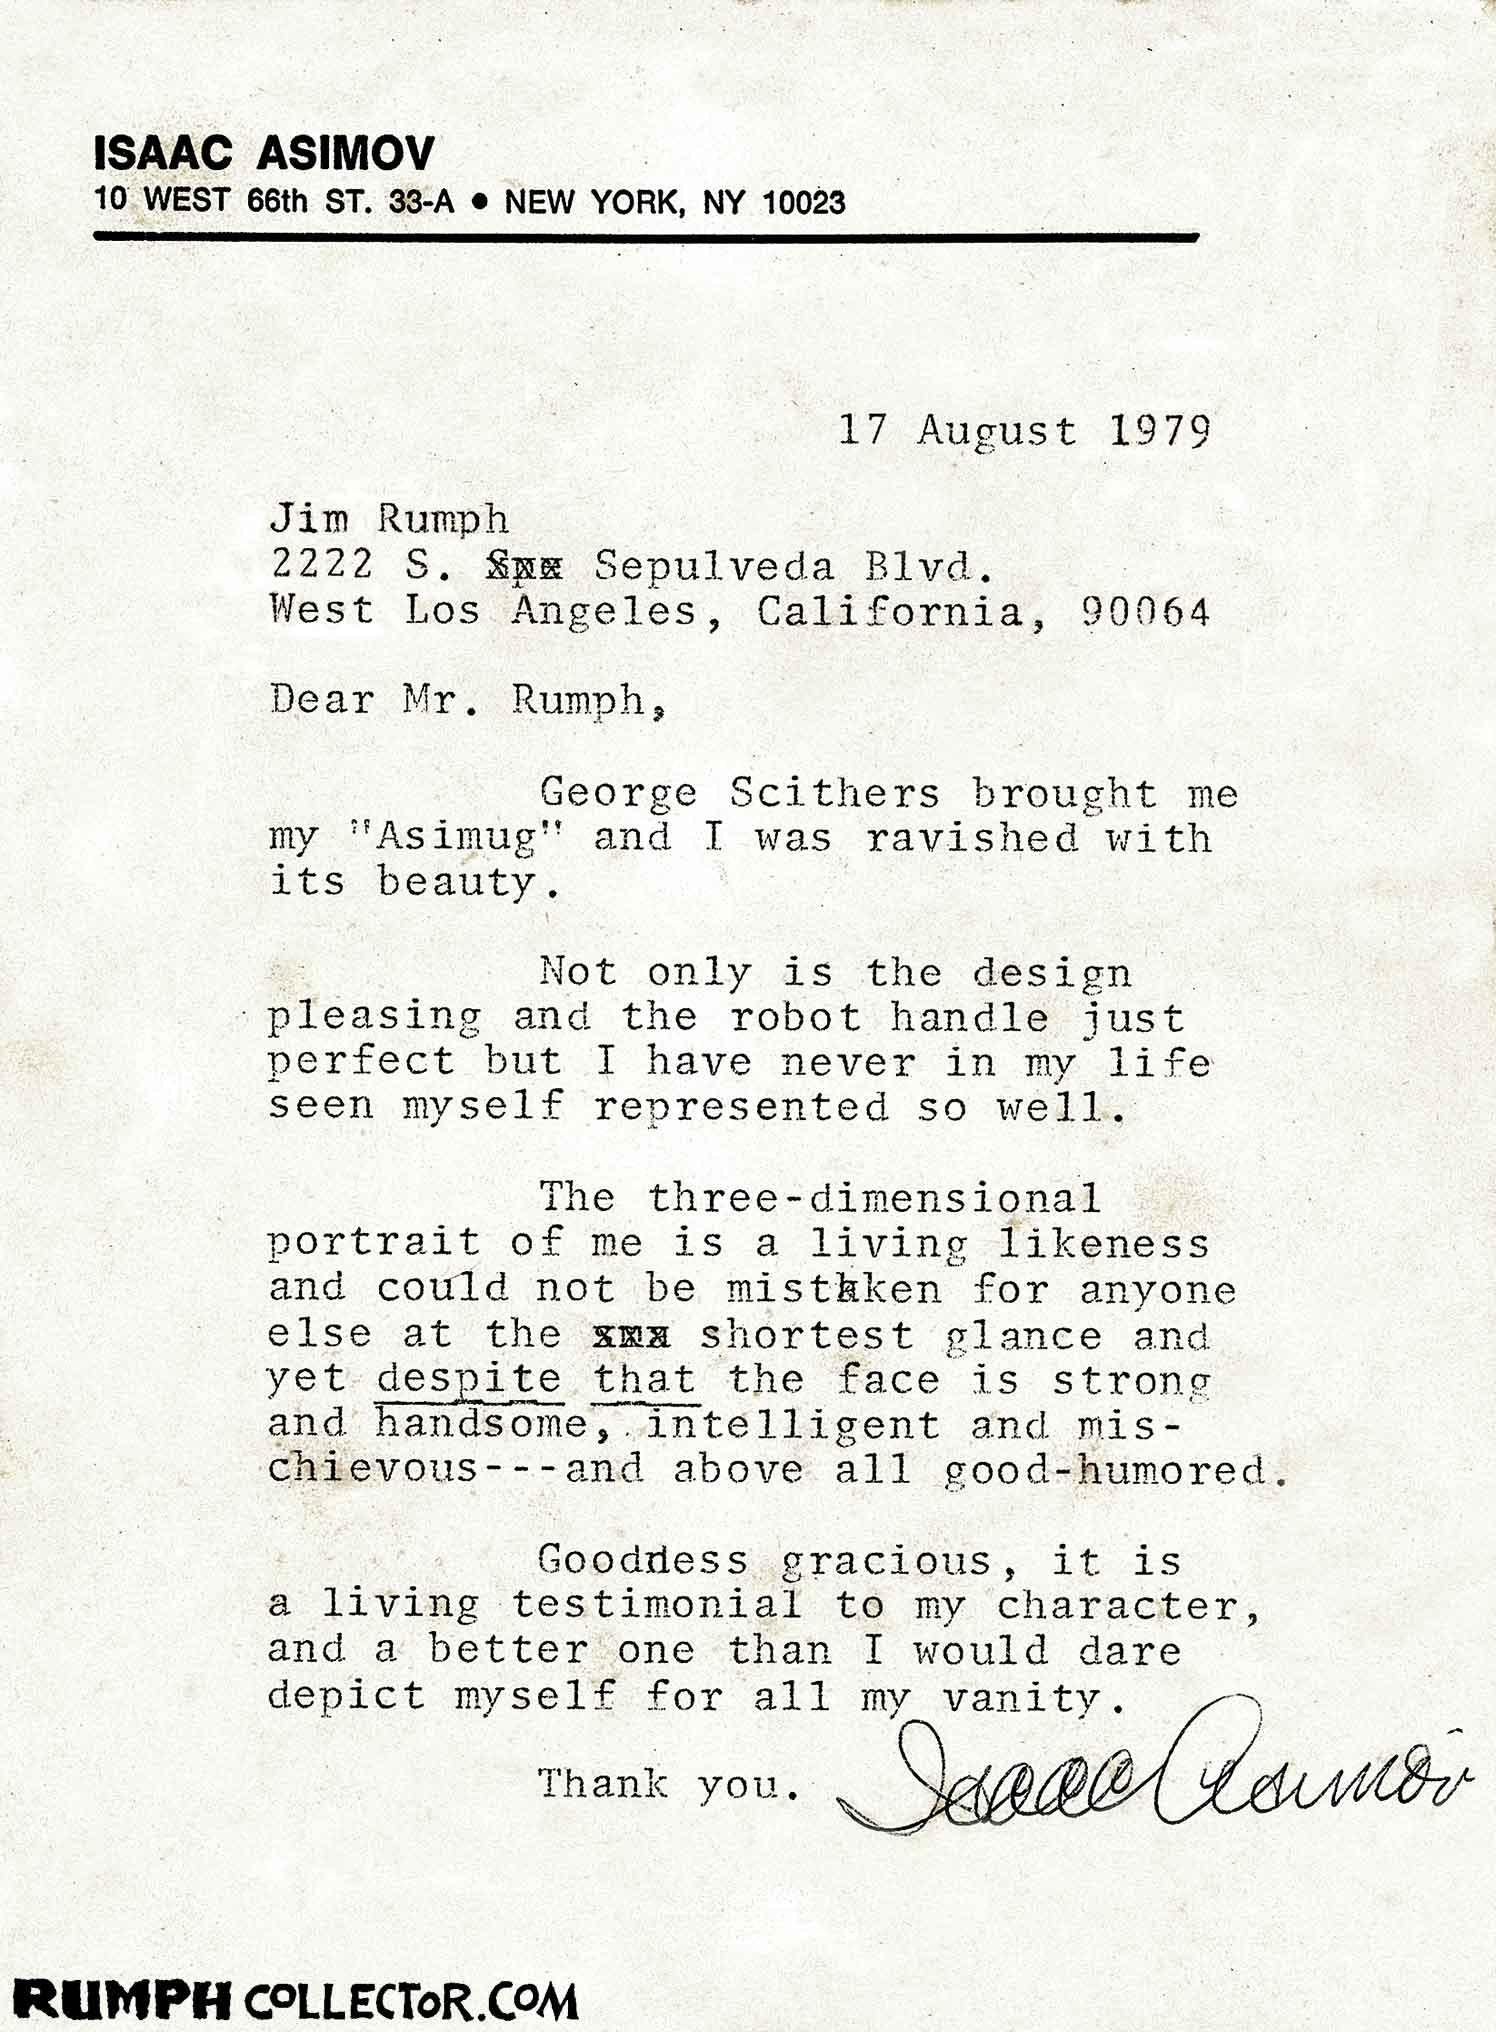 ISAAC ASIMOV
10 WEST 66th ST. 33-A • NEW YORK, NY 10023
17 August 1979
Jim Rumph
2222 S. Sepulveda Blvd.
West Los Angeles, California, 90064
Dear Mr. Rumph,
George Scithers brought me
my "Asimug" and I was ravished with
its beauty.
Not only is the design
pleasing and the robot handle just
perfect but I have never in my life
seen myself represented so well.
The three-dimensional
portrait of me is a living likeness
and could not be mistaken for anyone
else at the shortest glance and
yet despite that the face is strong
and handsome, intelligent and mis-
chievous---and above all good-humored.
Goodness gracious, it is
a living testimonial to my character,
and a better one than I would dare
depict myself for all my vanity.
Thank you. Isaac Asimov
RUMPH COLLECTOR.COM